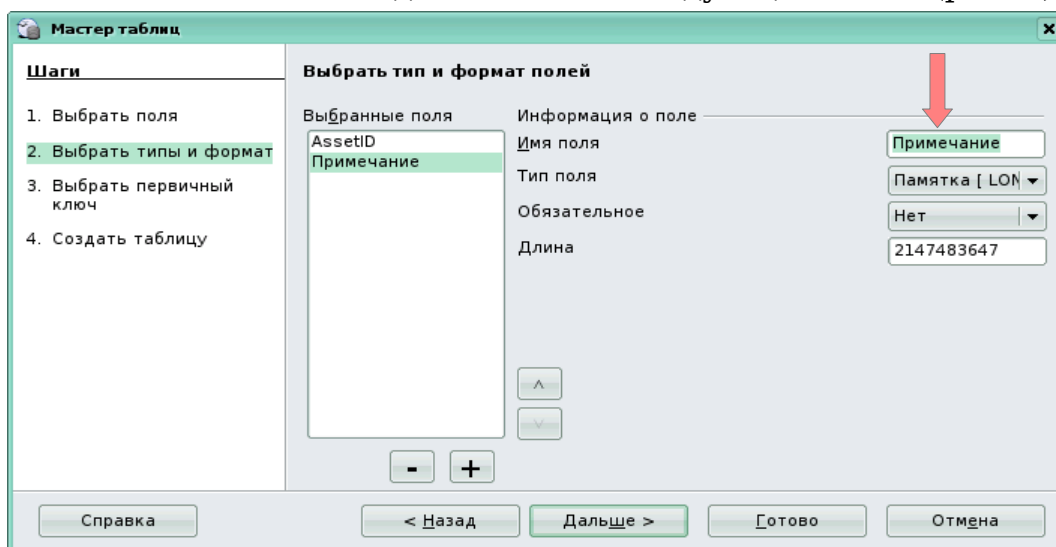 Мастер таблиц
Шаги
1. Выбрать поля
2. Выбрать типы и формат
3. Выбрать первичный
ключ
4. Создать таблицу
Выбрать тип и формат полей
Выбранные поля
AssetID
Примечание
Информация о поле
Имя поля
Примечание
Тип поля
Памятка [ LON
Обязательное
Нет
Длина
2147483647
- +
Справка
< Назад
Дальше >
Готово
Отмена